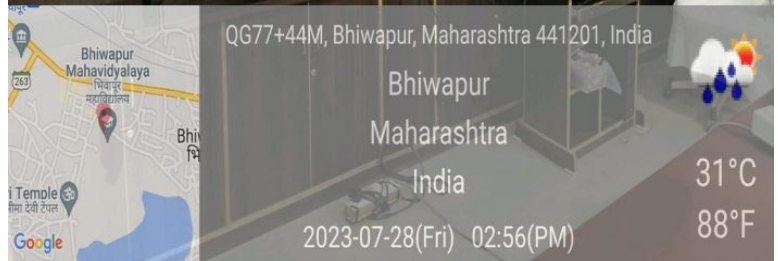 263
Bhiwapur
Mahavidyalaya
भिवापूर
महाविद्यालय
Temple
Google
QG77+44M, Bhiwapur, Maharashtra 441201, India
Bhiwapur
Maharashtra
India
2023-07-28(Fri) 02:56(PM)
31°C
88°F